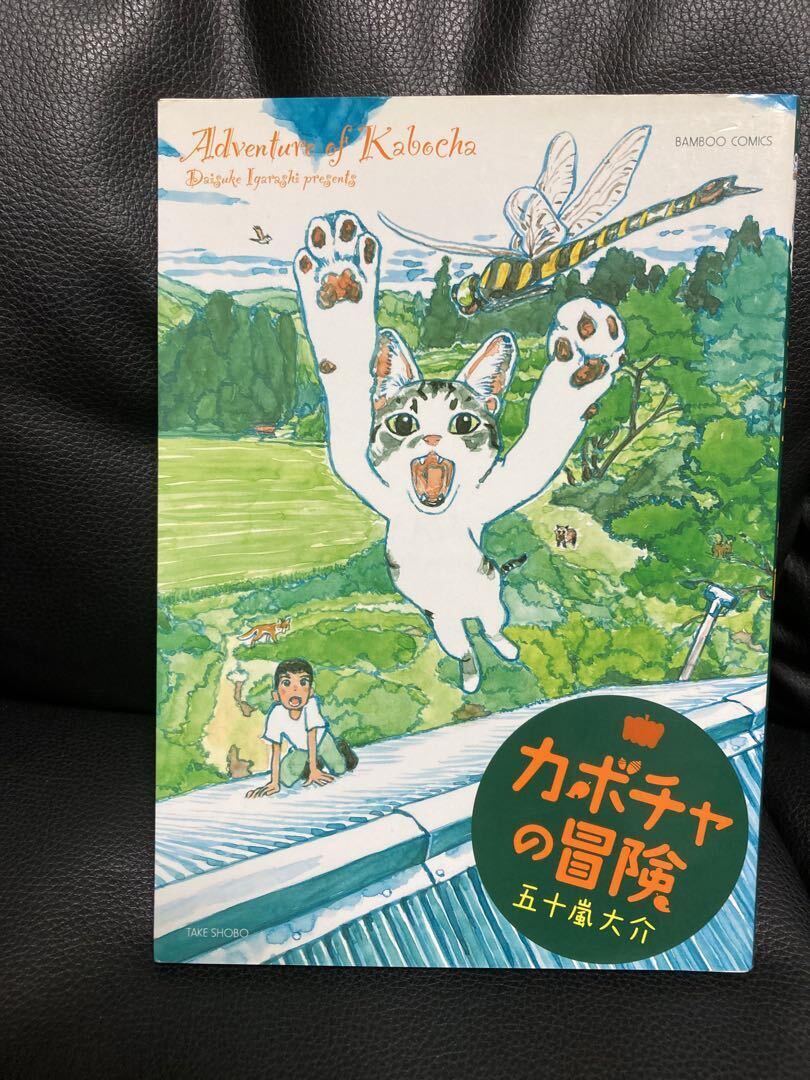 Adventure of Kabocha
Daisuke Igarashi presents
BAMBOO COMICS
カボチャ
の冒険
五十嵐大介
TAKE SHOBO